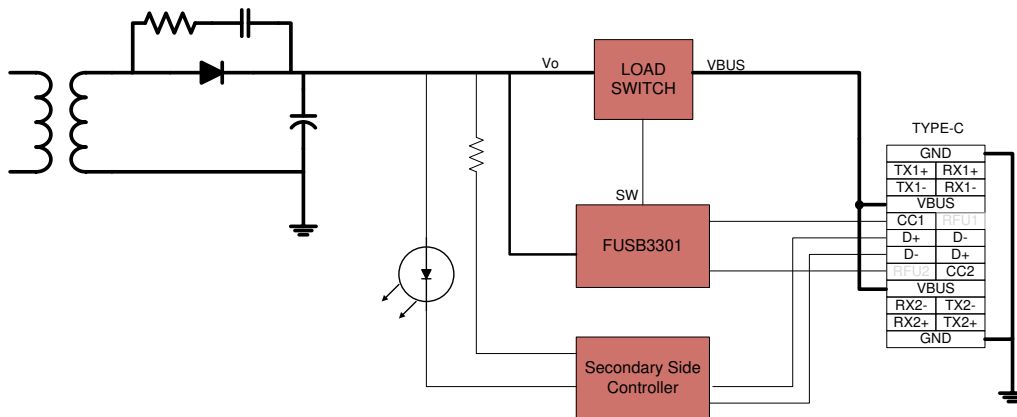 Vo
LOAD
SWITCH
VBUS
TYPE-C
GND
TX1+ RX1+
TX1- RX1-
VBUS
SW
CC1 RFU1
FUSB3301
D+ D-
D- D+
RFU2 CC2
VBUS
RX2- TX2-
RX2+ TX2+
GND
Secondary Side
Controller